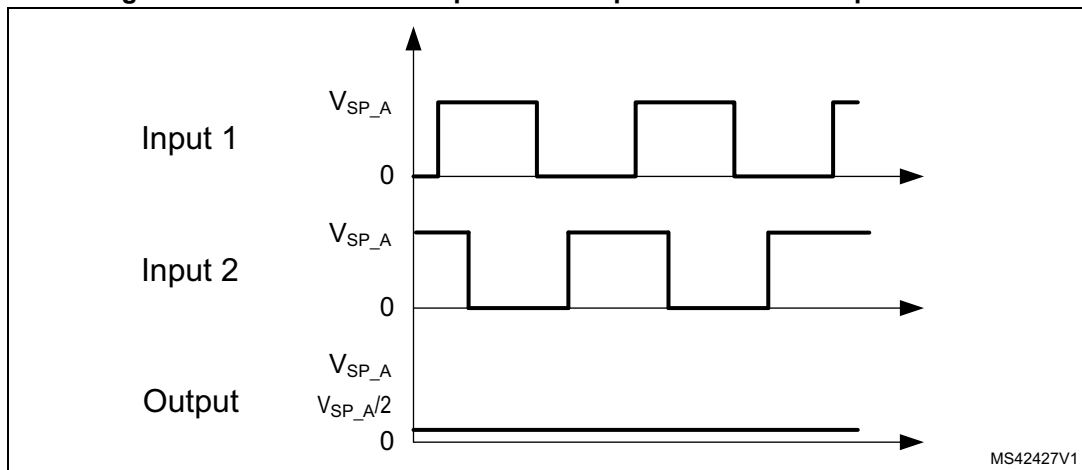 V_SP_A
Input 1
0
V_SP_A
Input 2
0
V_SP_A
Output V_SP_A/2
0
MS42427V1